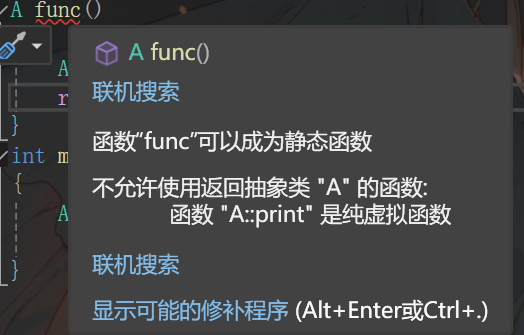 A func()
A func()
联机搜索
函数“func”可以成为静态函数
A
不允许使用返回抽象类 "A" 的函数:
r
函数 "A::print" 是纯虚拟函数
}
int m
{
A
联机搜索
}
显示可能的修补程序 (Alt+Enter或Ctrl+.)